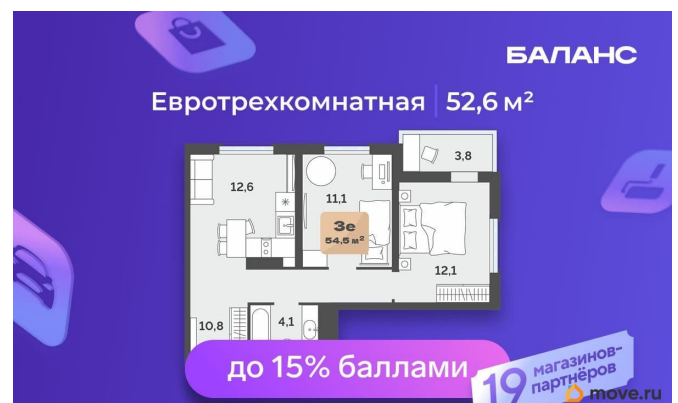 БАЛАНС
Евротрехкомнатная | 52,6 м²
3,8
12,6
11,1
3е
54,5 м²
12,1
10,8
4,1
до 15% баллами
19 магазинов-
партнёров
move.ru